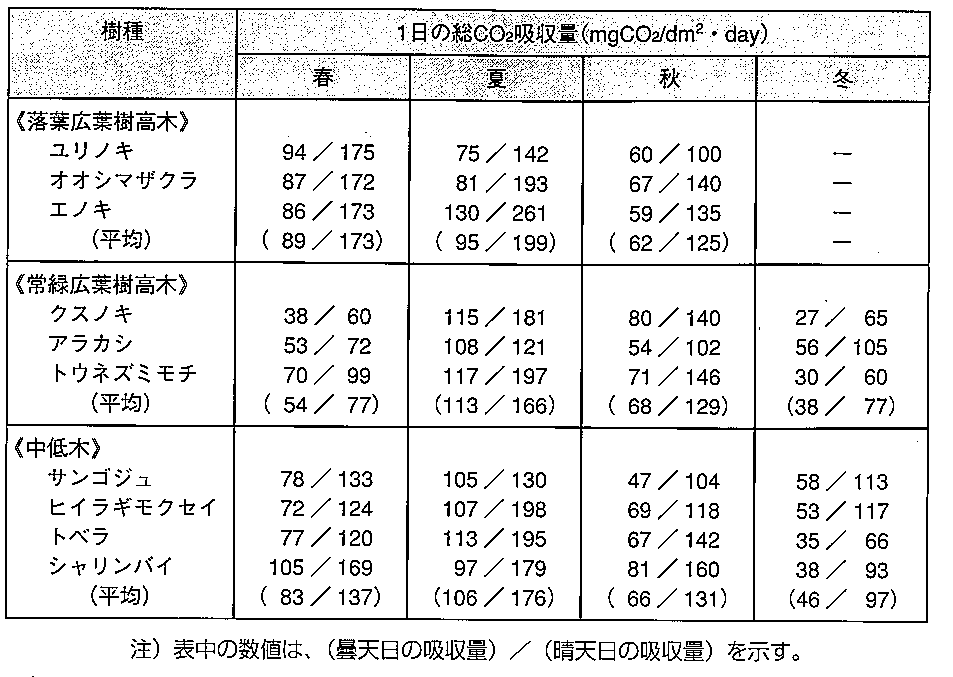 樹種 1日の総CO₂吸収量(mgCO₂/dm²・day)
春 夏 秋 冬
《落葉広葉樹高木》
ユリノキ 94／175 75／142 60／100 －
オオシマザクラ 87／172 81／193 67／140 －
エノキ 86／173 130／261 59／135 －
(平均) ( 89／173) ( 95／199) ( 62／125) －
《常緑広葉樹高木》
クスノキ 38／ 60 115／181 80／140 27／ 65
アラカシ 53／ 72 108／121 54／102 56／105
トウネズミモチ 70／ 99 117／197 71／146 30／ 60
(平均) ( 54／ 77) (113／166) ( 68／129) (38／ 77)
《中低木》
サンゴジュ 78／133 105／130 47／104 58／113
ヒイラギモクセイ 72／124 107／198 69／118 53／117
トベラ 77／120 113／195 67／142 35／ 66
シャリンバイ 105／169 97／179 81／160 38／ 93
(平均) ( 83／137) (106／176) ( 66／131) (46／ 97)
注）表中の数値は、（曇天日の吸収量）／（晴天日の吸収量）を示す。